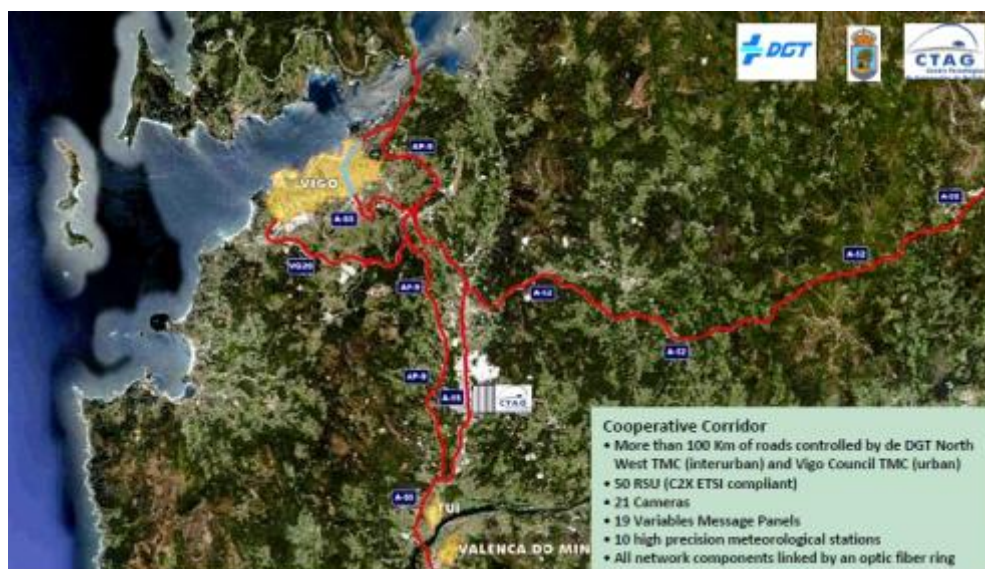 DGT
CTAG
AP-9
VIGO
A-55
VG20
AP-9
A-52
A-52
A-52
AP-9
A-55
CTAG
A-55
TUI
VALENCA DO MIN
Cooperative Corridor
• More than 100 Km of roads controlled by de DGT North
West TMC (interurban) and Vigo Council TMC (urban)
• 50 RSU (C2X ETSI compliant)
• 21 Cameras
• 19 Variables Message Panels
• 10 high precision meteorological stations
• All network components linked by an optic fiber ring